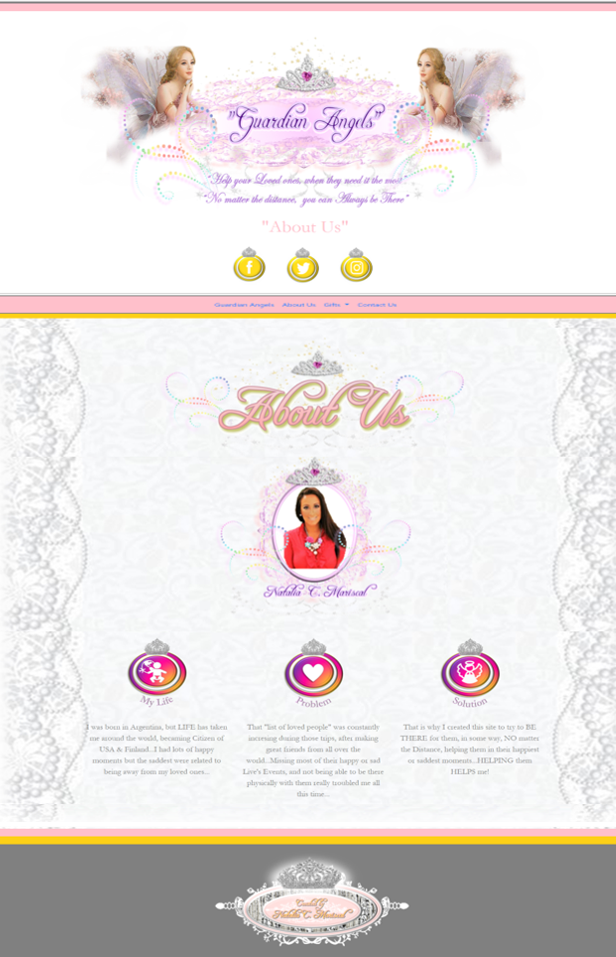 "Guardian Angels"
"Help your Loved ones, when they need it the most"
"No matter the distance, you can Always be There"
"About Us"
Guardian Angels About Us Gifts Contact Us
About Us
Natalia C. Mariscal
My Life
Problem
Solution
I was born in Argentina, but LIFE has taken
me around the world, becaming Citizen of
USA & Finland...I had lots of happy
moments but the saddest were related to
being away from my loved ones...
That "list of loved people" was constantly
incresing duaing those trips, after making
great friends from all over the
world...Missing most of their happy or sad
Live's Events, and not being able to be there
physically with them really troubled me all
this time...
That is why I created this site to try to BE
THERE for them, in some way, NO matter
the Distance, helping them in their happiest
or saddest moments...HELPING them
HELPS me!
Created by
Natalia C. Mariscal